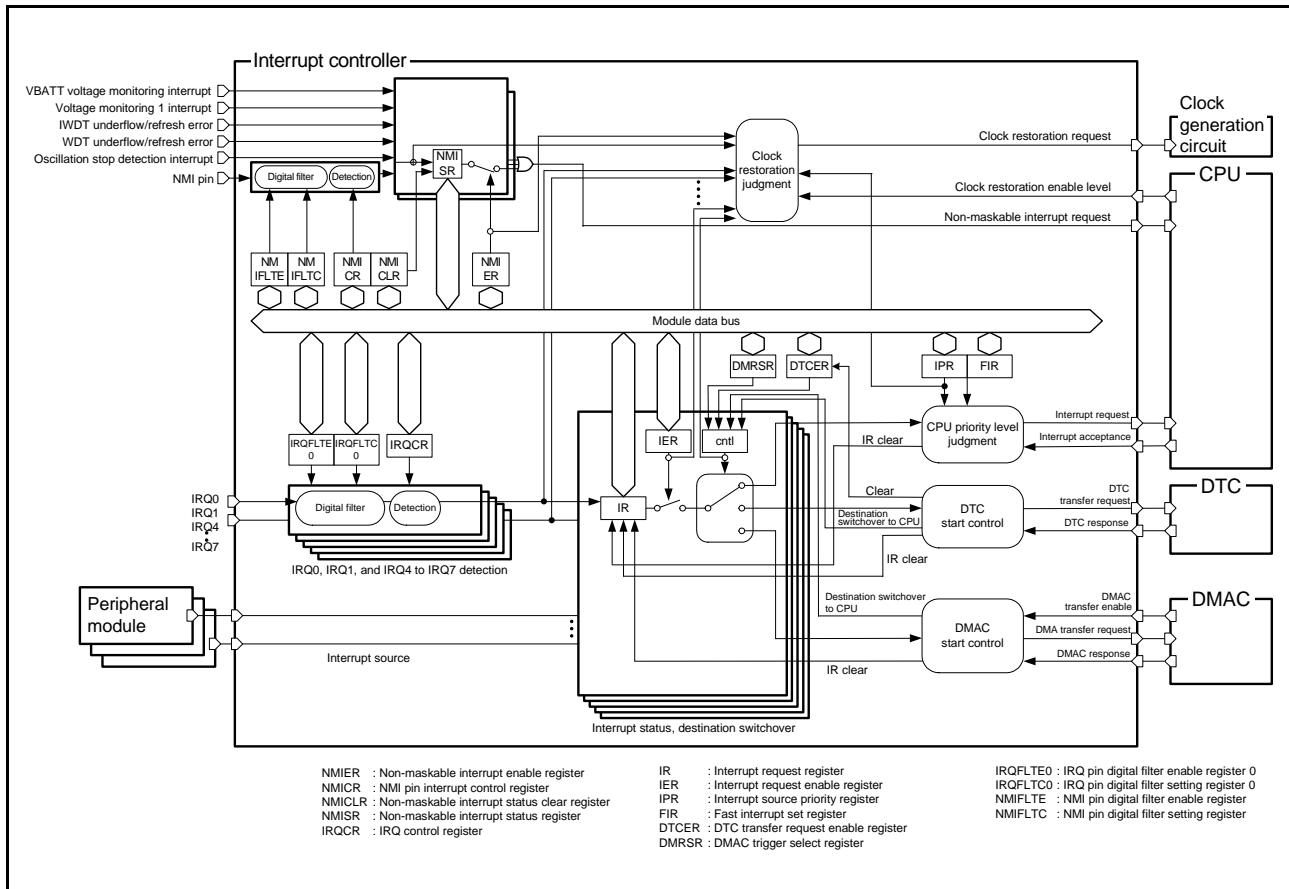 Interrupt controller
VBATT voltage monitoring interrupt
Voltage monitoring 1 interrupt
IWDT underflow/refresh error
WDT underflow/refresh error
Oscillation stop detection interrupt
NMI pin
Digital filter
Detection
NMI
SR
Clock
restoration
judgment
Clock restoration request
Clock
generation
circuit
Clock restoration enable level
CPU
Non-maskable interrupt request
NM
IFLTE
NM
IFLTC
NMI
CR
NMI
CLR
NMI
ER
Module data bus
DMRSR
DTCER
IPR
FIR
IRQFLTE
0
IRQFLTC
0
IRQCR
IER
cntl
CPU priority level
judgment
Interrupt request
Interrupt acceptance
IR clear
IRQ0
IRQ1
IRQ4
IRQ7
Digital filter
Detection
IR
Clear
Destination
switchover to CPU
DTC
start control
DTC
transfer request
DTC response
DTC
IR clear
IRQ0, IRQ1, and IRQ4 to IRQ7 detection
Peripheral
module
Interrupt source
Destination switchover
to CPU
DMAC
start control
DMAC
transfer enable
DMA transfer request
DMAC response
DMAC
IR clear
Interrupt status, destination switchover
NMIER : Non-maskable interrupt enable register
NMICR : NMI pin interrupt control register
NMICLR : Non-maskable interrupt status clear register
NMISR : Non-maskable interrupt status register
IRQCR : IRQ control register
IR : Interrupt request register
IER : Interrupt request enable register
IPR : Interrupt source priority register
FIR : Fast interrupt set register
DTCER : DTC transfer request enable register
DMRSR : DMAC trigger select register
IRQFLTE0 : IRQ pin digital filter enable register 0
IRQFLTC0 : IRQ pin digital filter setting register 0
NMIFLTE : NMI pin digital filter enable register
NMIFLTC : NMI pin digital filter setting register